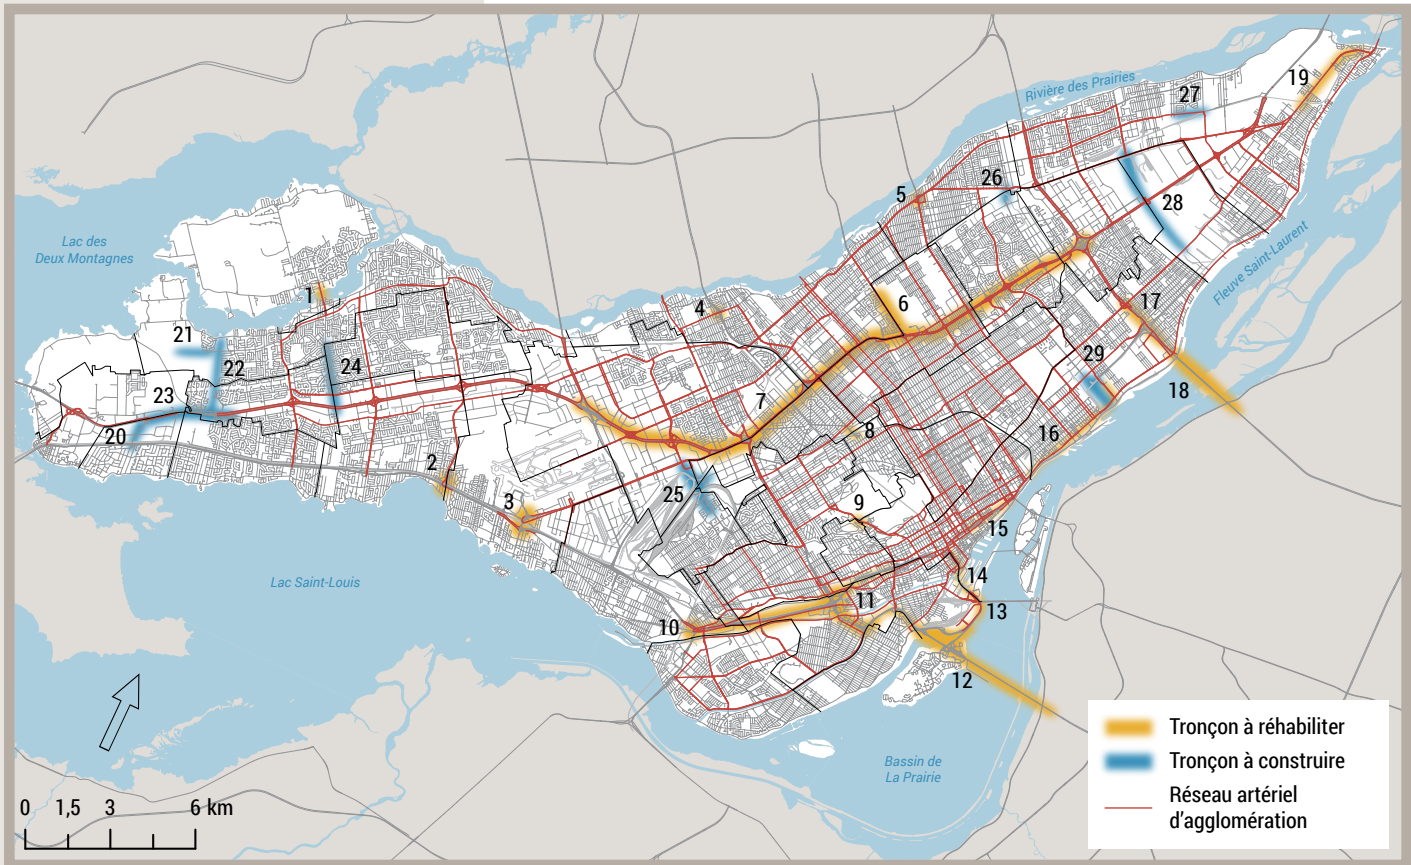 Rivière des Prairies
27
19
5
26
28
Lac des
Deux Montagnes
Fleuve Saint-Laurent
1
4
6
17
21
22
24
29
18
23
7
20
8
16
2
25
3
9
15
Lac Saint-Louis
14
10
11
13
12
Bassin de
La Prairie
Tronçon à réhabiliter
Tronçon à construire
Réseau artériel
d'agglomération
0 1,5 3 6 km